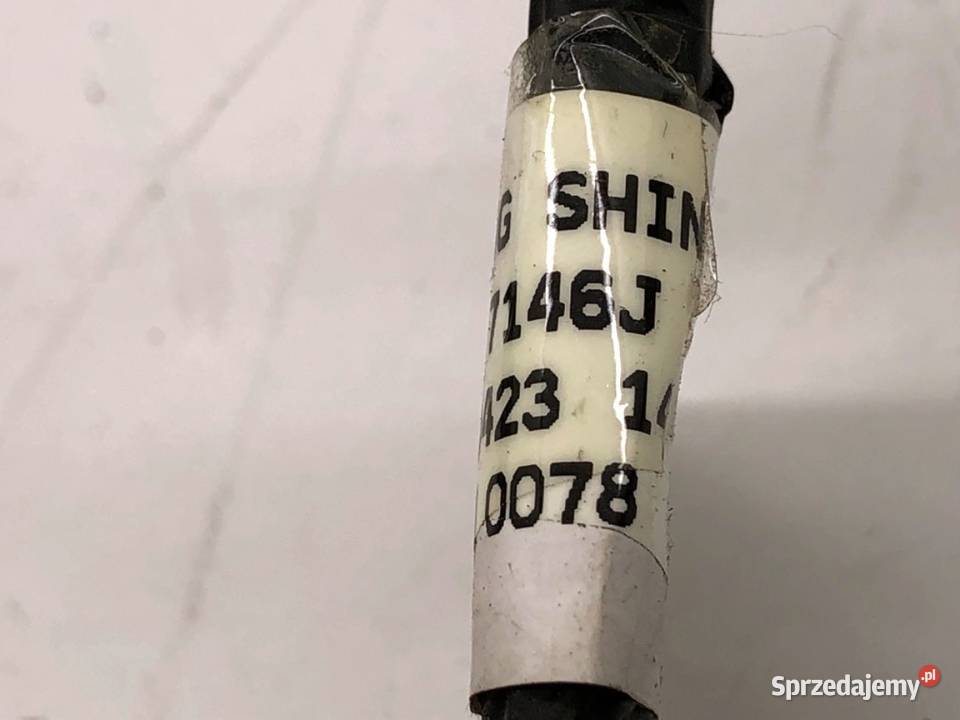 G SHIN
7146J
423 14
0078
Sprzedajemy.pl